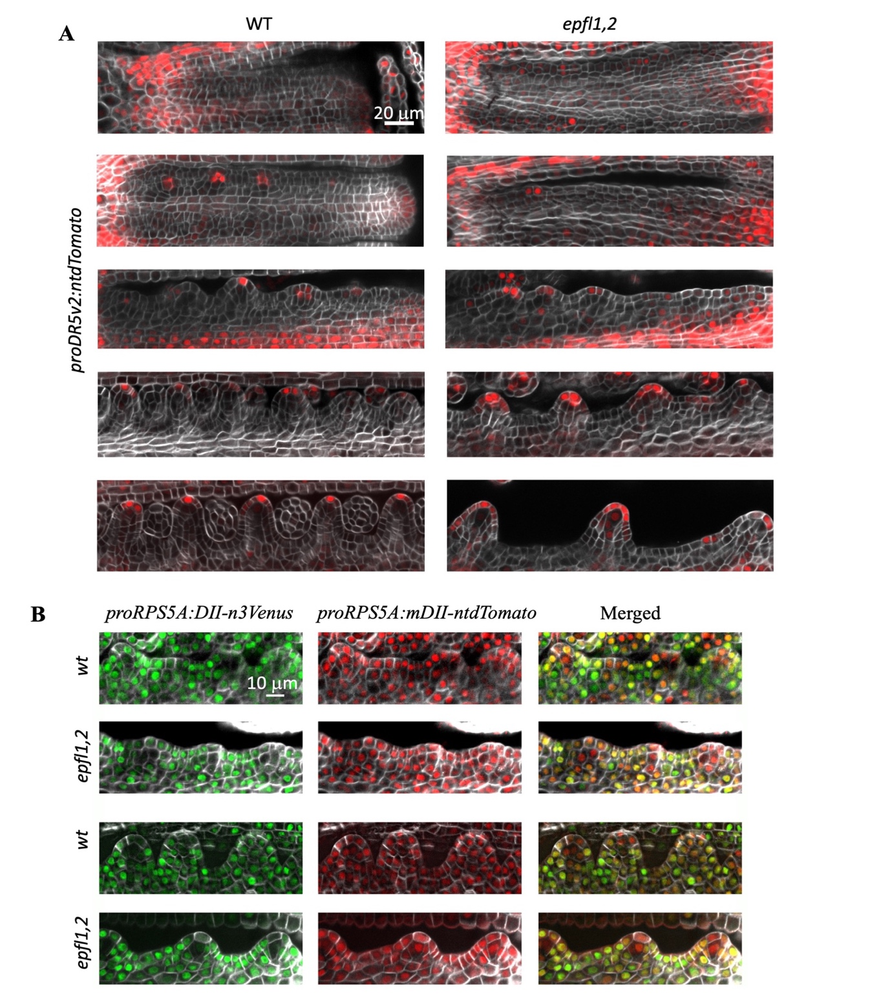 A
WT
epfl1,2
20 μm
proDR5v2:ntdTomato
B
proRPS5A:DII-n3Venus
proRPS5A:mDII-ntdTomato
Merged
wt
10 μm
epfl1,2
wt
epfl1,2